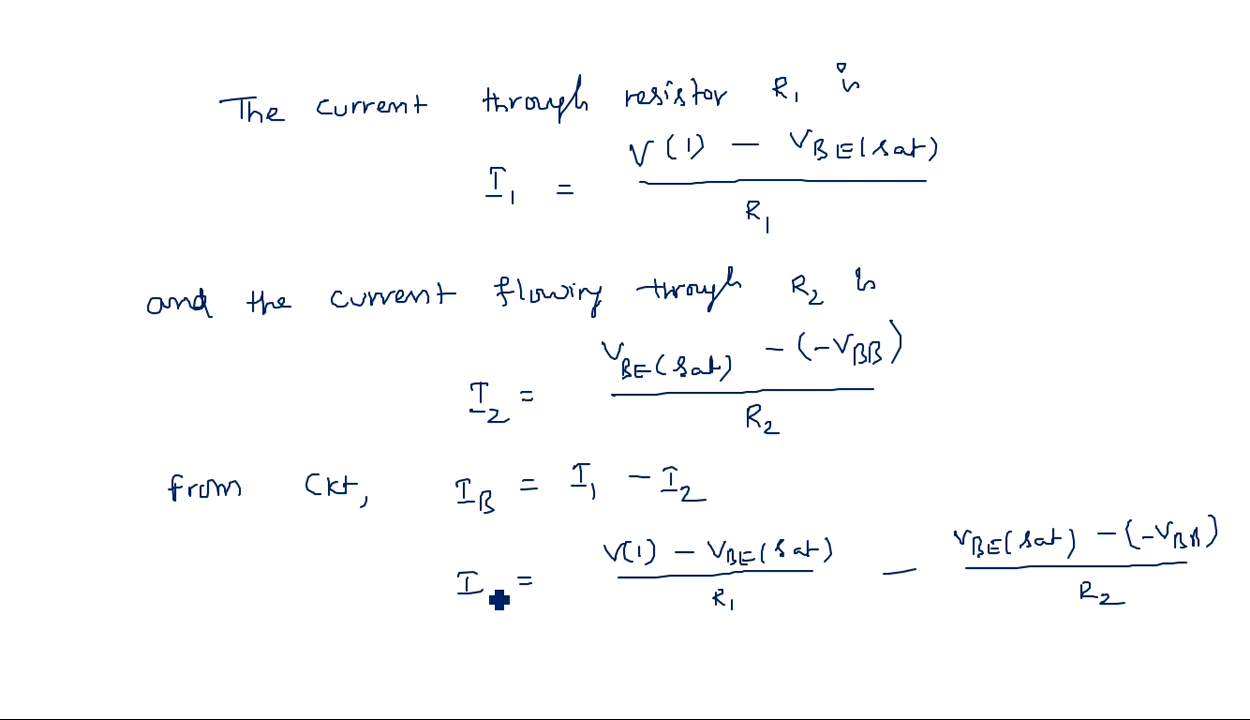 The current through resistor R1 is
I1 = (V(1) - VBE(sat)) / R1
and the current flowing through R2 is
I2 = (VBE(sat) - (-VBB)) / R2
from Ckt, IB = I1 - I2
I = (V(1) - VBE(sat)) / R1 - (VBE(sat) - (-VBB)) / R2